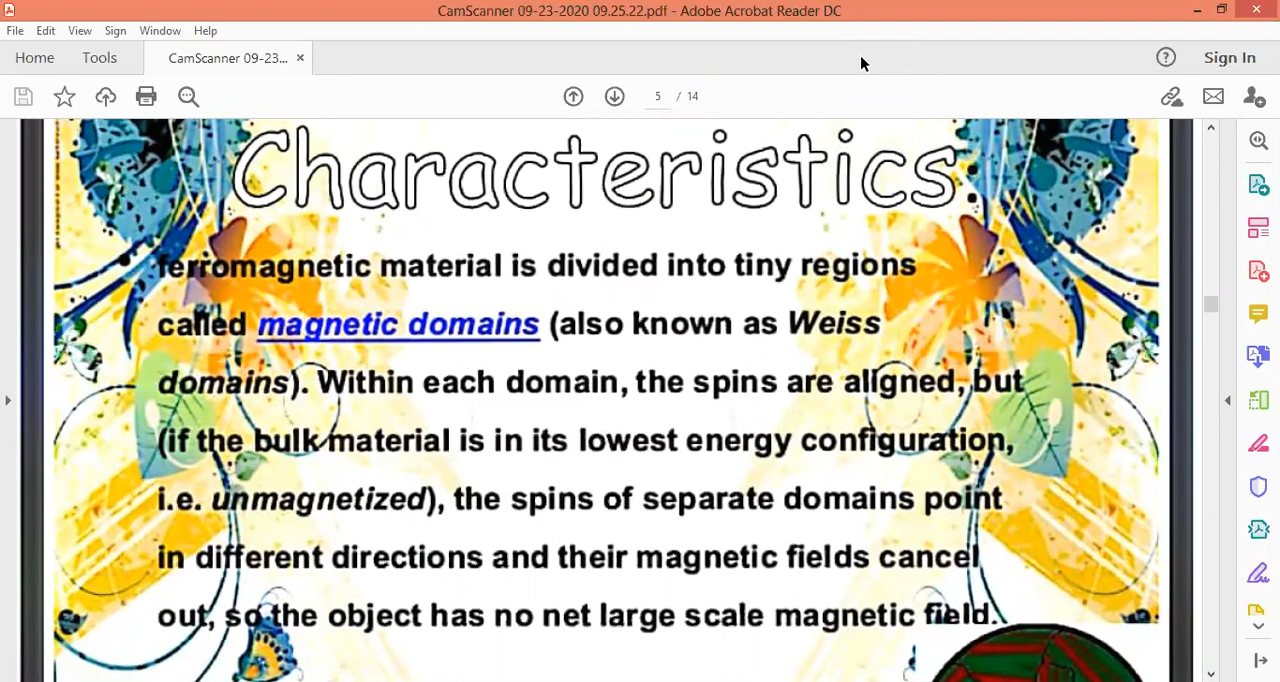 CamScanner 09-23-2020 09.25.22.pdf - Adobe Acrobat Reader DC
File Edit View Sign Window Help
Home Tools CamScanner 09-23... Sign In
5 / 14
Characteristics.
ferromagnetic material is divided into tiny regions
called magnetic domains (also known as Weiss
domains). Within each domain, the spins are aligned, but
(if the bulk material is in its lowest energy configuration,
i.e. unmagnetized), the spins of separate domains point
in different directions and their magnetic fields cancel
out, so the object has no net large scale magnetic field.